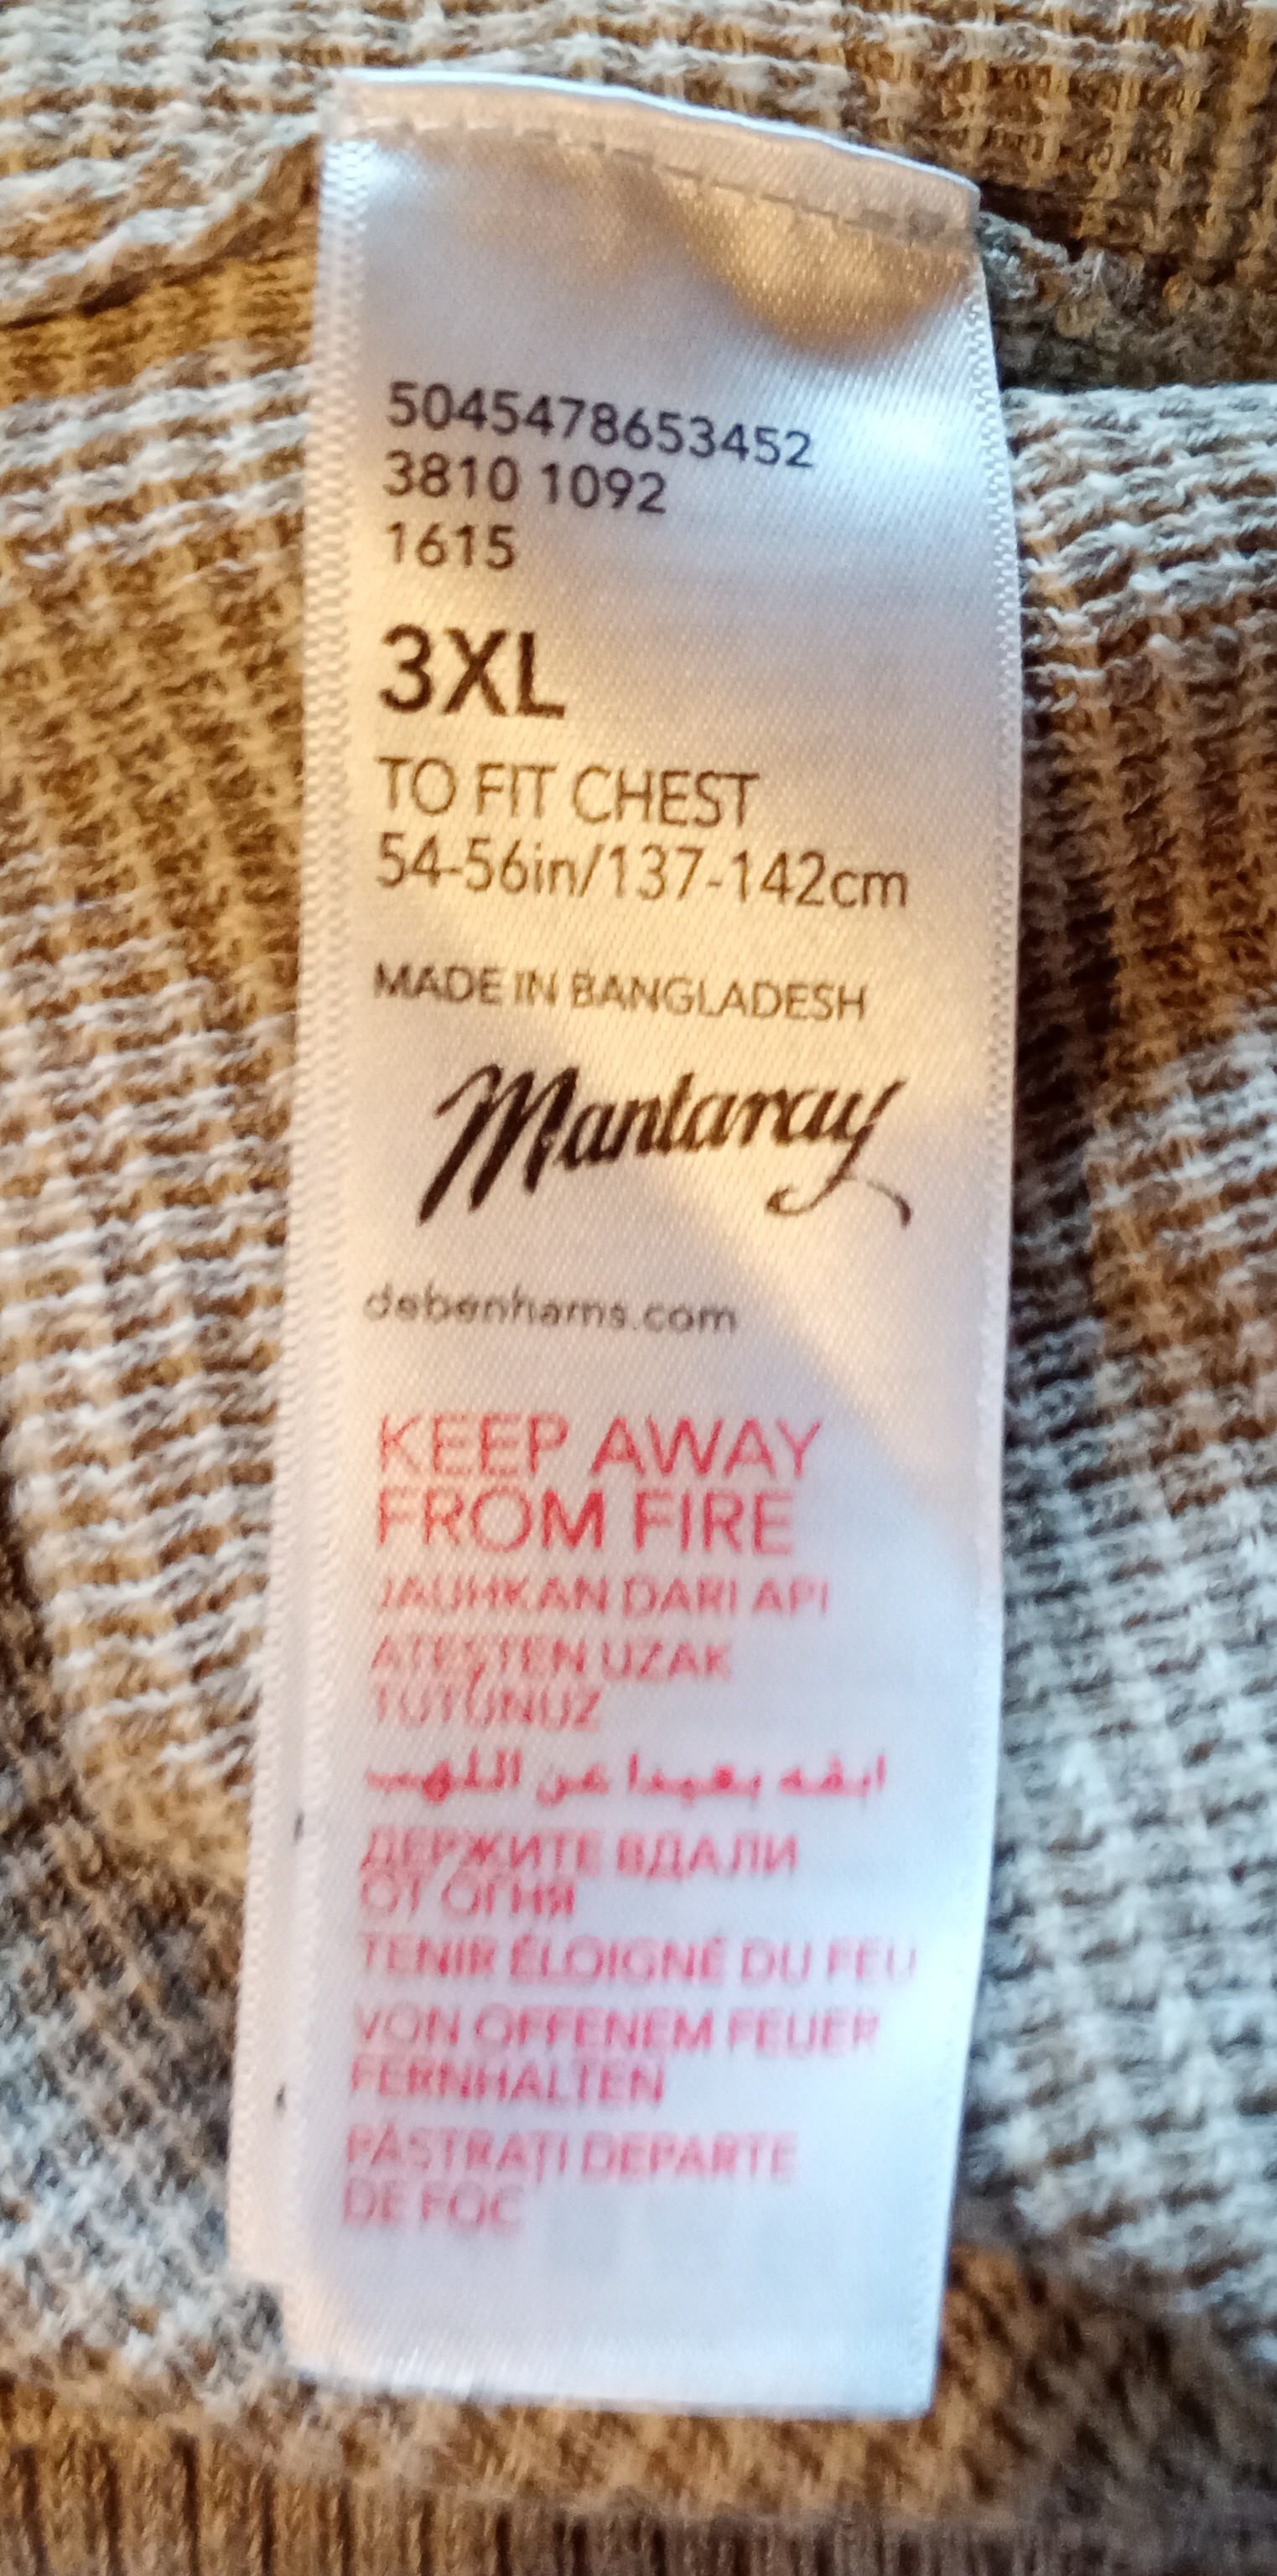 5045478653452
3810 1092
1615
3XL
TO FIT CHEST
54-56in/137-142cm
MADE IN BANGLADESH
Mantaray
debenhams.com
KEEP AWAY
FROM FIRE
JAUHKAN DARI API
ATEŞTEN UZAK
TUTUNUZ
ابقه بعيدا عن اللهب
ДЕРЖИТЕ ВДАЛИ
ОТ ОГНЯ
TENIR ÉLOIGNÉ DU FEU
VON OFFENEM FEUER
FERNHALTEN
PĂSTRAŢI DEPARTE
DE FOC